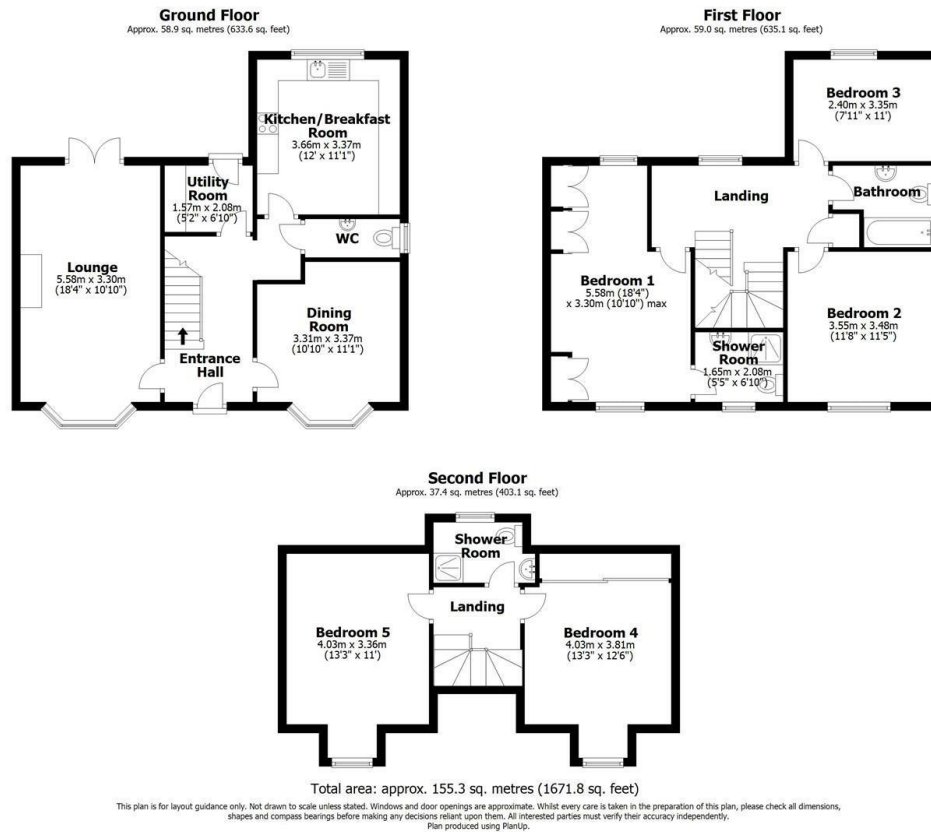 Ground Floor
Approx. 58.9 sq. metres (633.6 sq. feet)
Kitchen/Breakfast
Room
3.66m x 3.37m
(12' x 11'1")
Utility
Room
1.57m x 2.08m
(5'2" x 6'10")
WC
Lounge
5.58m x 3.30m
(18'4" x 10'10")
Dining
Room
3.31m x 3.37m
(10'10" x 11'1")
Entrance
Hall
First Floor
Approx. 59.0 sq. metres (635.1 sq. feet)
Bedroom 3
2.40m x 3.35m
(7'11" x 11')
Landing
Bathroom
Bedroom 1
5.58m (18'4")
x 3.30m (10'10") max
Bedroom 2
3.55m x 3.48m
(11'8" x 11'5")
Shower
Room
1.65m x 2.08m
(5'5" x 6'10")
Second Floor
Approx. 37.4 sq. metres (403.1 sq. feet)
Shower
Room
Landing
Bedroom 5
4.03m x 3.36m
(13'3" x 11')
Bedroom 4
4.03m x 3.81m
(13'3" x 12'6")
Total area: approx. 155.3 sq. metres (1671.8 sq. feet)
This plan is for layout guidance only. Not drawn to scale unless stated. Windows and door openings are approximate. Whilst every care is taken in the preparation of this plan, please check all dimensions,
shapes and compass bearings before making any decisions reliant upon them. All interested parties must verify their accuracy independently.
Plan produced using PlanUp.